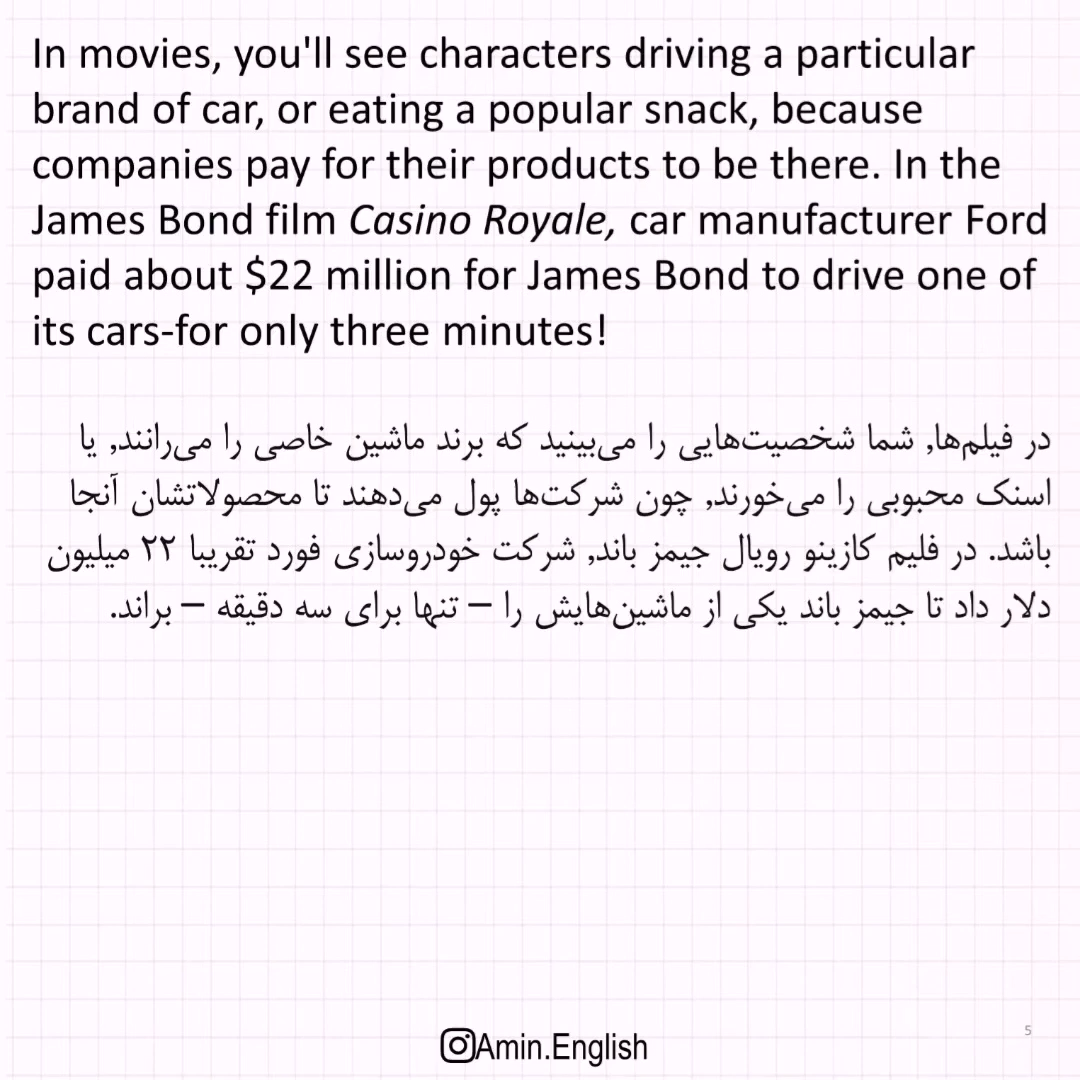 In movies, you'll see characters driving a particular
brand of car, or eating a popular snack, because
companies pay for their products to be there. In the
James Bond film Casino Royale, car manufacturer Ford
paid about $22 million for James Bond to drive one of
its cars-for only three minutes!
در فیلم‌ها, شما شخصیت‌هایی را می‌بینید که برند ماشین خاصی را می‌رانند, یا
اسنک محبوبی را می‌خورند, چون شرکت‌ها پول می‌دهند تا محصولاتشان آنجا
باشد. در فلیم کازینو رویال جیمز باند, شرکت خودروسازی فورد تقریبا ۲۲ میلیون
دلار داد تا جیمز باند یکی از ماشین‌هایش را – تنها برای سه دقیقه – براند.
Amin.English
5